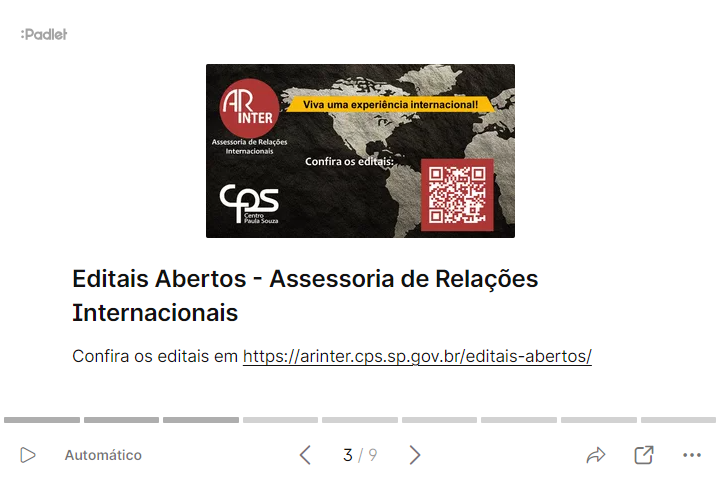 :Padlet
AR
INTER
Viva uma experiência internacional!
Assessoria de Relações
Internacionais
Confira os editais:
cps
Centro
Paula Souza
Editais Abertos - Assessoria de Relações
Internacionais
Confira os editais em https://arinter.cps.sp.gov.br/editais-abertos/
Automático
3 / 9